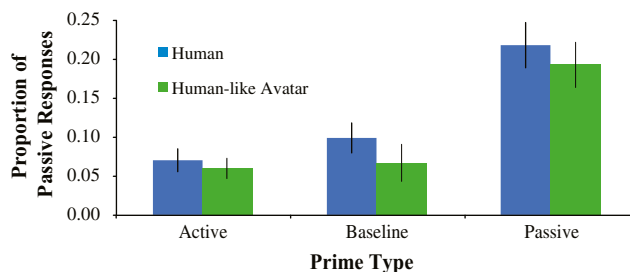 Proportion of
Passive Responses
0.25
0.20
0.15
0.10
0.05
0.00
Human
Human-like Avatar
Active
Baseline
Passive
Prime Type